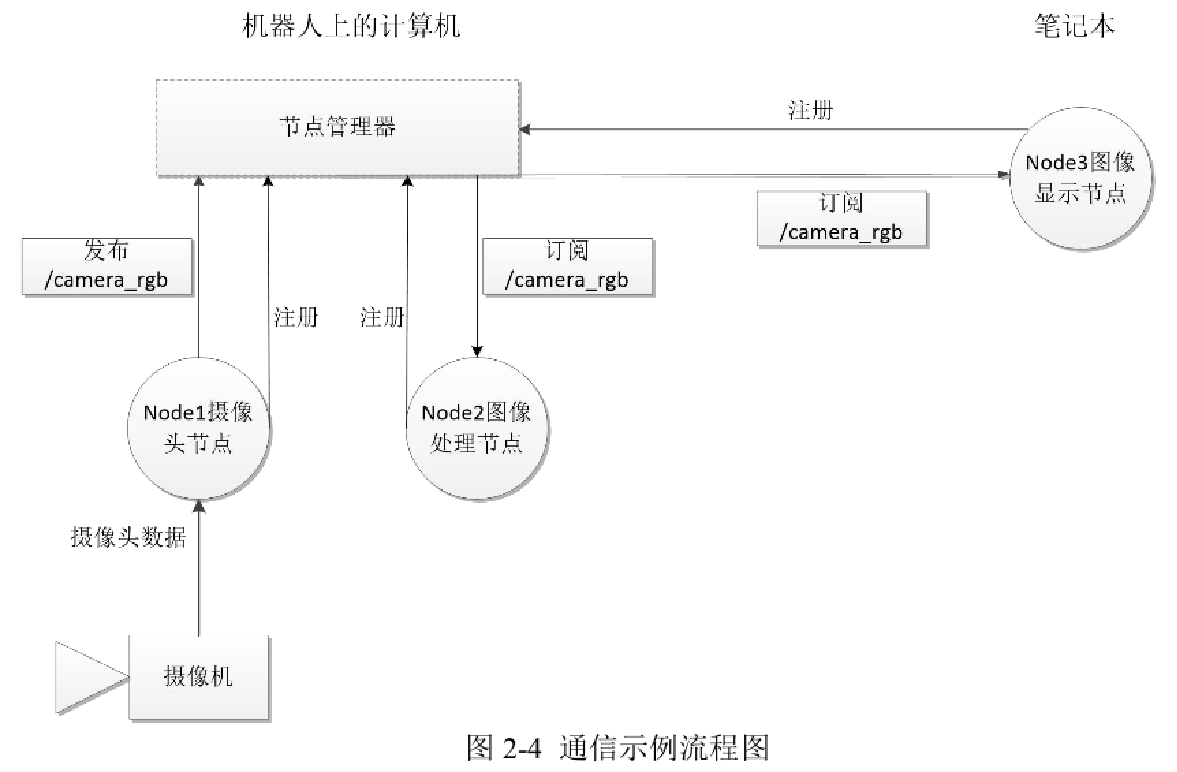 机器人上的计算机
笔记本
节点管理器
注册
Node3图像
显示节点
订阅
/camera_rgb
发布
/camera_rgb
订阅
/camera_rgb
注册
注册
Node1摄像
头节点
Node2图像
处理节点
摄像头数据
摄像机
图 2-4 通信示例流程图